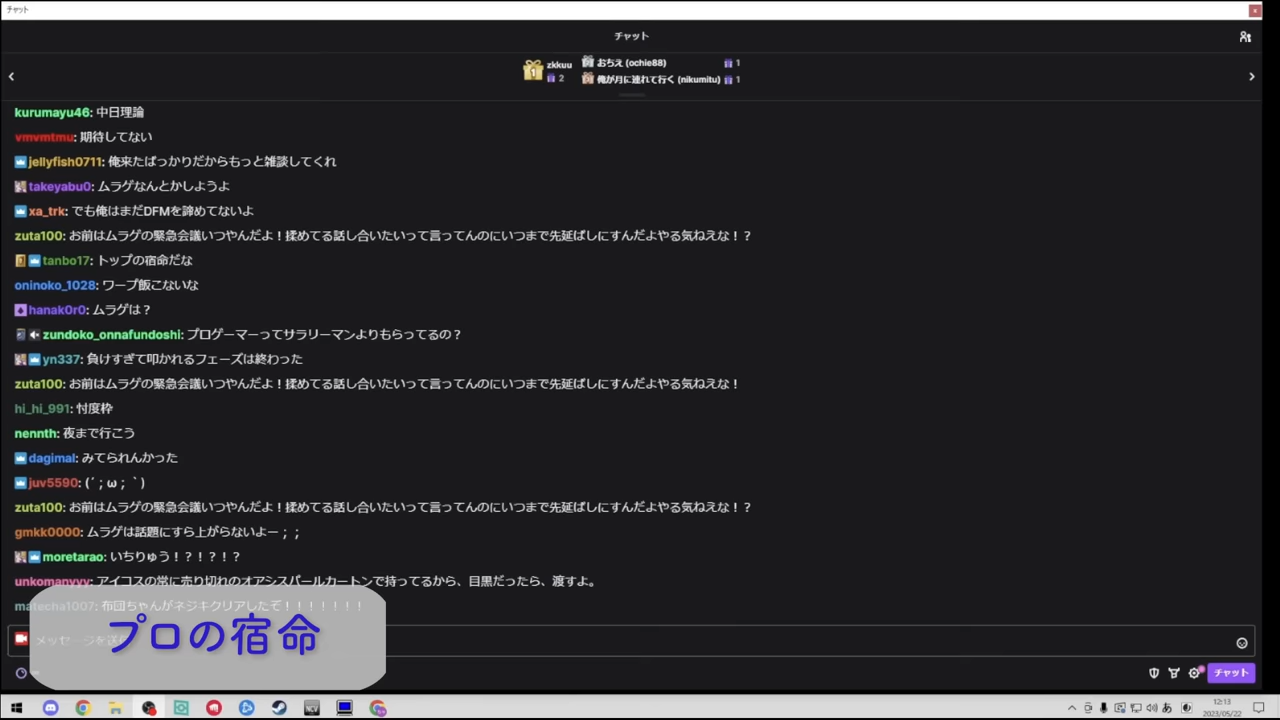 チャット
チャット
zkkuu
2
おちえ (ochie88) 1
俺が月に連れて行く (nikumitu) 1
kurumayu46: 中日理論
vmvmtmu: 期待してない
jellyfish0711: 俺来たばっかりだからもっと雑談してくれ
takeyabu0: ムラゲなんとかしようよ
xa_trk: でも俺はまだDFMを諦めてないよ
zuta100: お前はムラゲの緊急会議いつやんだよ！揉めてる話し合いたいって言ってんのにいつまで先延ばしにすんだよやる気ねえな！？
tanbo17: トップの宿命だな
oninoko_1028: ワープ飯こないな
hanak0r0: ムラゲは？
zundoko_onnafundoshi: プロゲーマーってサラリーマンよりもらってるの？
yn337: 負けすぎて叩かれるフェーズは終わった
zuta100: お前はムラゲの緊急会議いつやんだよ！揉めてる話し合いたいって言ってんのにいつまで先延ばしにすんだよやる気ねえな！
hi_hi_991: 忖度枠
nennth: 夜まで行こう
dagimal: みてられんかった
juv5590: (´；ω；｀)
zuta100: お前はムラゲの緊急会議いつやんだよ！揉めてる話し合いたいって言ってんのにいつまで先延ばしにすんだよやる気ねえな！？
gmkk0000: ムラゲは話題にすら上がらないよー；；
moretarao: いちりゅう！？！？！？
unkomanyyy: アイコスの常に売り切れのオアシスパールカートンで持ってるから、目黒だったら、渡すよ。
matecha1007: 布団ちゃんがネジキクリアしたぞ！！！！！！！
メッセージを送信
プロの宿命
チャット
12:13
2023/05/22